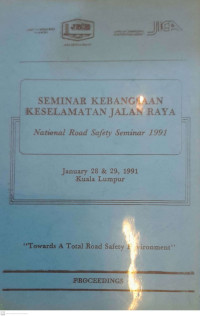 SEMINAR KEBANGSAAN
KESELAMATAN JALAN RAYA
National Road Safety Seminar 1991
January 28 & 29, 1991
Kuala Lumpur
"Towards A Total Road Safety Environment"
PROCEEDINGS